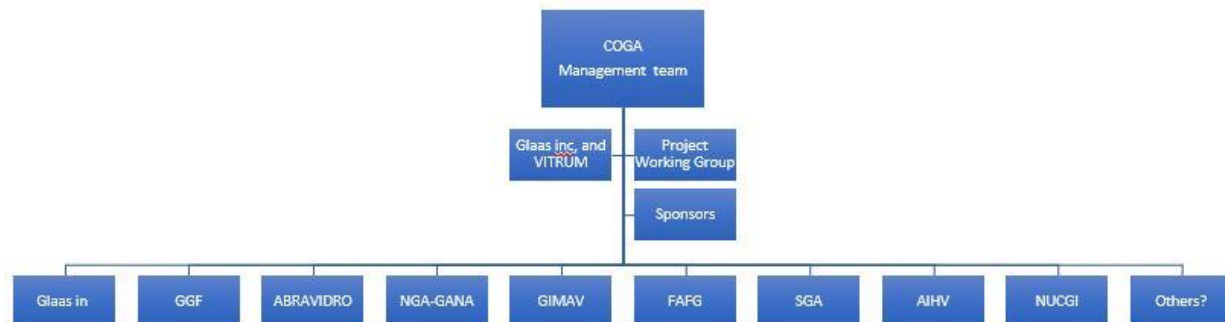 COGA
Management team
Glaas inc, and
VITRUM
Project
Working Group
Sponsors
Glaas in
GGF
ABRAVIDRO
NGA-GANA
GIMAV
FAFG
SGA
AIHV
NUCGI
Others?